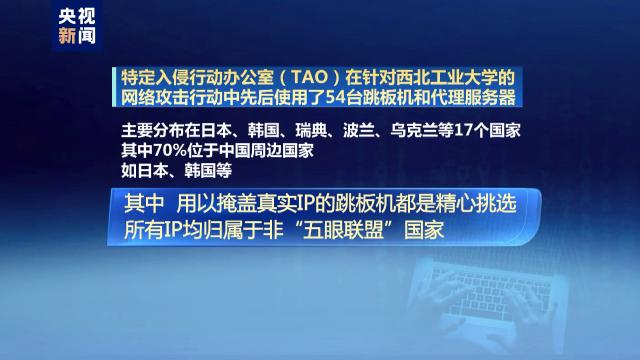 央视
新闻
特定入侵行动办公室（TAO）在针对西北工业大学的
网络攻击行动中先后使用了54台跳板机和代理服务器
主要分布在日本、韩国、瑞典、波兰、乌克兰等17个国家
其中70%位于中国周边国家
如日本、韩国等
其中 用以掩盖真实IP的跳板机都是精心挑选
所有IP均归属于非“五眼联盟”国家